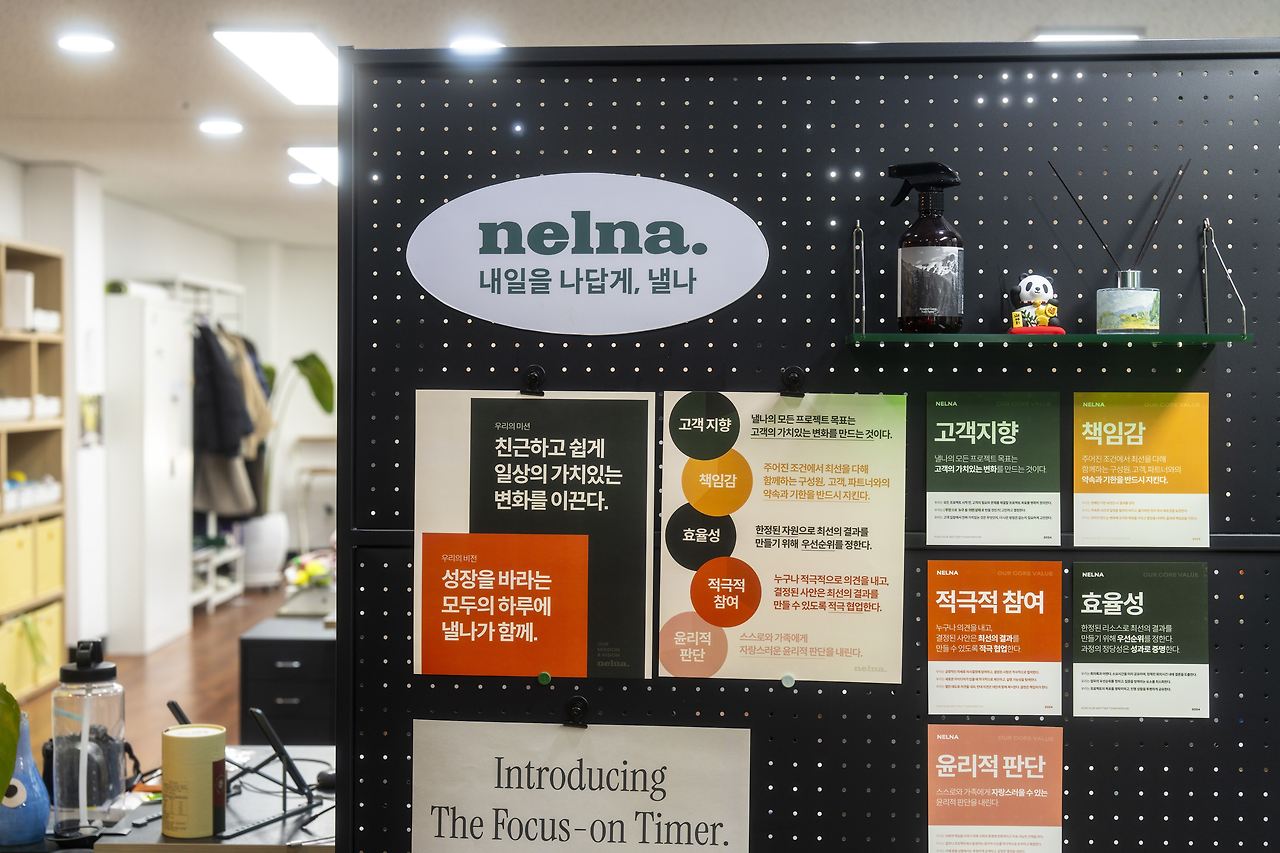 nelna.
내일을 나답게, 낼나
우리의 미션
친근하고 쉽게
일상의 가치있는
변화를 이끈다.
우리의 비전
성장을 바라는
모두의 하루에
낼나가 함께.
OUR
MISSION
& VISION
nelna.
고객 지향
낼나의 모든 프로젝트 목표는
고객의 가치있는 변화를 만드는 것이다.
책임감
주어진 조건에서 최선을 다해
함께하는 구성원, 고객, 파트너와의
약속과 기한을 반드시 지킨다.
효율성
한정된 자원으로 최선의 결과를
만들기 위해 우선순위를 정한다.
적극적
참여
누구나 적극적으로 의견을 내고,
결정된 사안은 최선의 결과를
만들 수 있도록 적극 협업한다.
윤리적
판단
스스로와 가족에게
자랑스러운 윤리적 판단을 내린다.
nelna.
NELNA
OUR CORE VALUE
고객지향
낼나의 모든 프로젝트 목표는
고객의 가치있는 변화를 만드는 것이다.
NELNA
OUR CORE VALUE
책임감
주어진 조건에서 최선을 다해
함께하는 구성원, 고객, 파트너와의
약속과 기한을 반드시 지킨다.
NELNA
OUR CORE VALUE
적극적 참여
누구나 의견을 내고,
결정된 사안은 최선의 결과를
만들 수 있도록 적극 협업한다.
NELNA
OUR CORE VALUE
효율성
한정된 리소스로 최선의 결과를
만들기 위해 우선순위를 정한다.
과정의 정당성은 성과로 증명한다.
NELNA
OUR CORE VALUE
윤리적 판단
스스로와 가족에게 자랑스러울 수 있는
윤리적 판단을 내린다
Introducing
The Focus-on Timer.